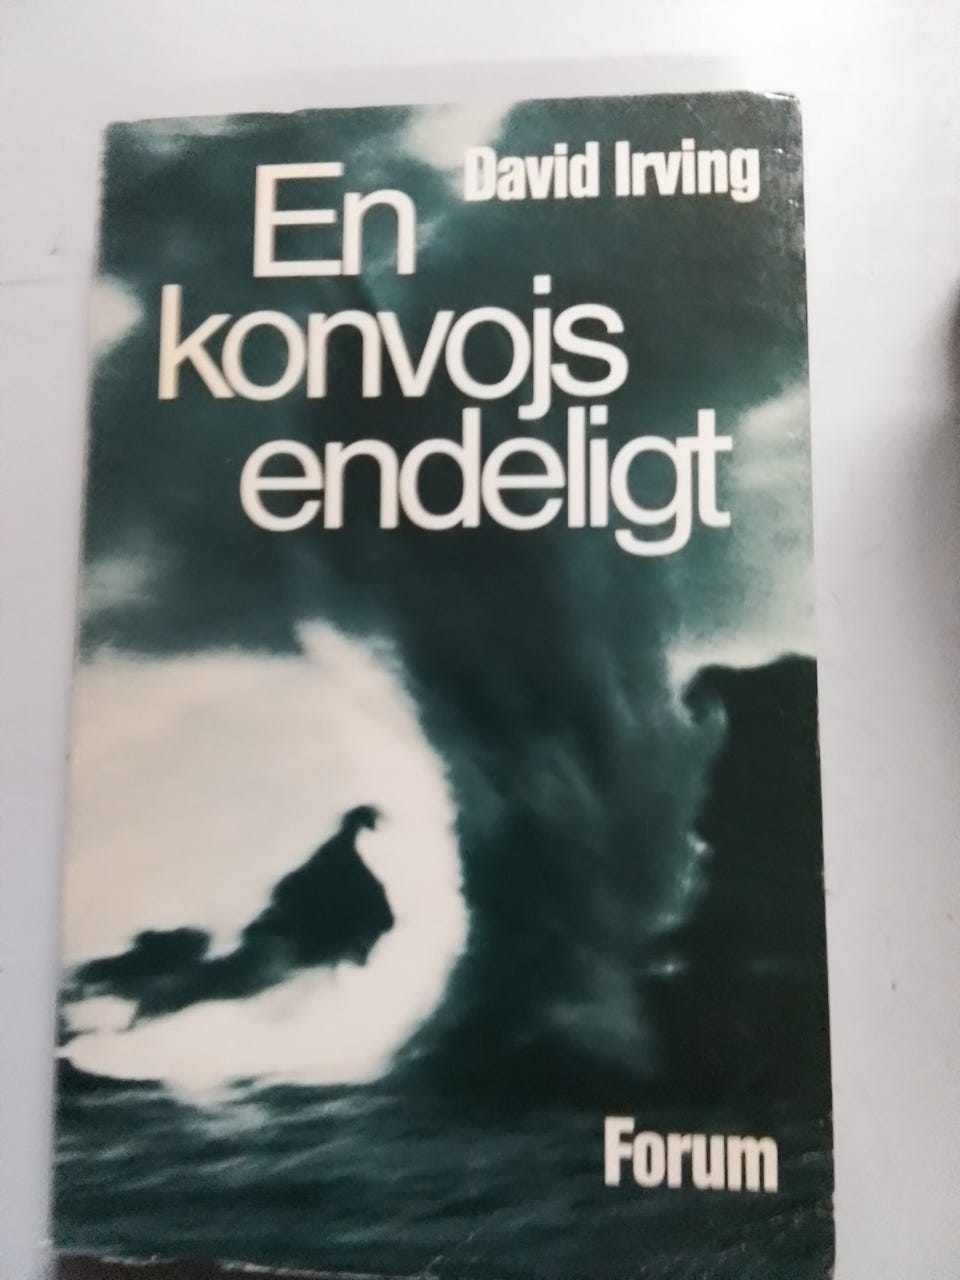 David Irving
En
konvojs
endeligt
Forum